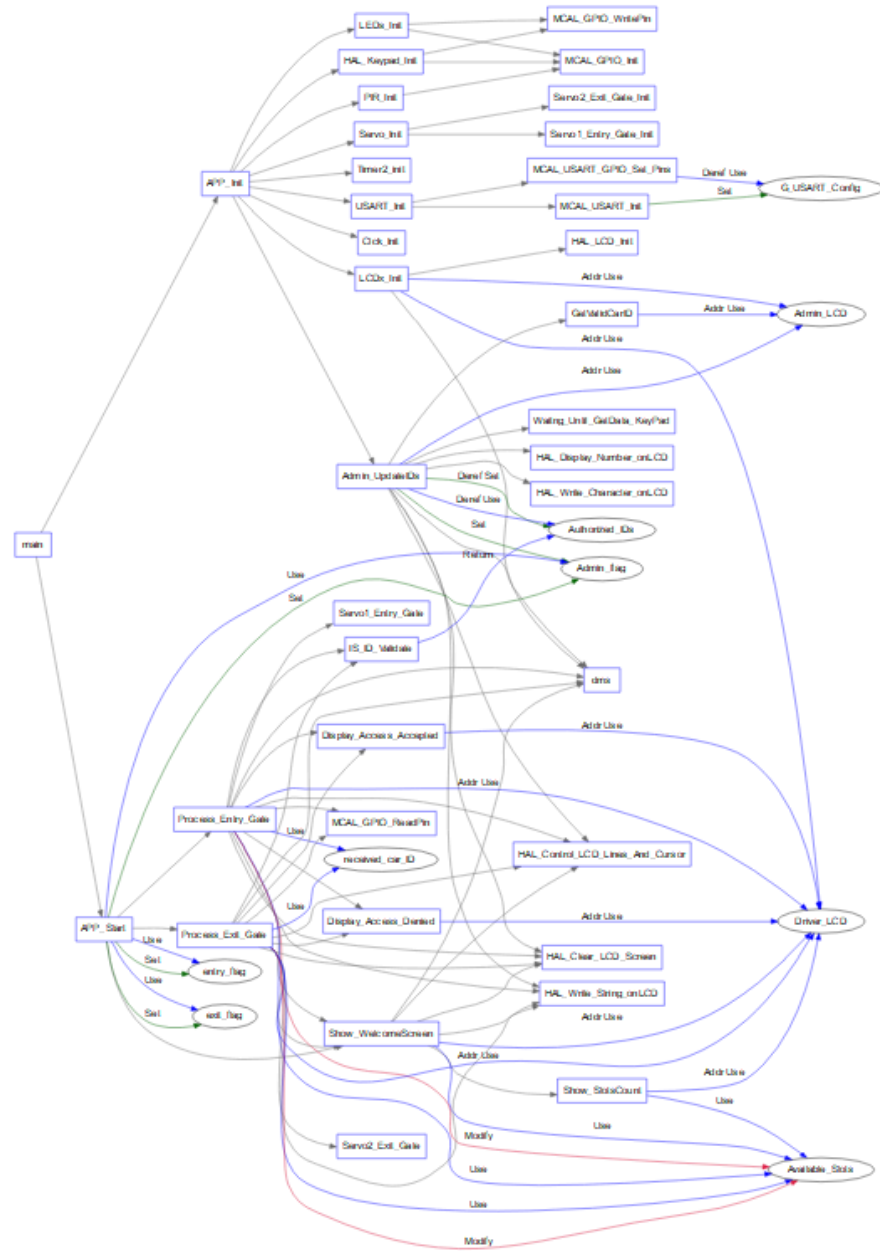 LEDs_Init
MCAL_GPIO_WritePin
HAL_Keypad_Init
MCAL_GPIO_Init
PIR_Init
Servo2_Exit_Gate_Init
Servo_Init
Servo1_Entry_Gate_Init
Timer2_Init
MCAL_USART_GPIO_Set_Pins
Deref Use
APP_Init
G_USART_Config
Set
USART_Init
MCAL_USART_Init
Clck_Init
HAL_LCD_Init
LCDx_Init
Addr Use
GetValidCarID
Addr Use
Admin_LCD
Addr Use
Addr Use
Waiting_Until_GetData_KeyPad
HAL_Display_Number_onLCD
Admin_UpdateIDs
Deref Set
HAL_Write_Character_onLCD
Deref Use
Set
Authorized_IDs
main
Return
Admin_flag
Use
Set
Servo1_Entry_Gate
IS_ID_Validate
dms
Display_Access_Accepted
Addr Use
Addr Use
Process_Entry_Gate
MCAL_GPIO_ReadPin
Use
received_car_ID
HAL_Control_LCD_Lines_And_Cursor
Use
Display_Access_Denied
Addr Use
Driver_LCD
APP_Start
Process_Exit_Gate
Use
Set
entry_flag
HAL_Clear_LCD_Screen
Use
HAL_Write_String_onLCD
Set
exit_flag
Addr Use
Show_WelcomeScreen
Addr Use
Addr Use
Show_SlotsCount
Use
Use
Modify
Servo2_Exit_Gate
Use
Available_Slots
Use
Modify